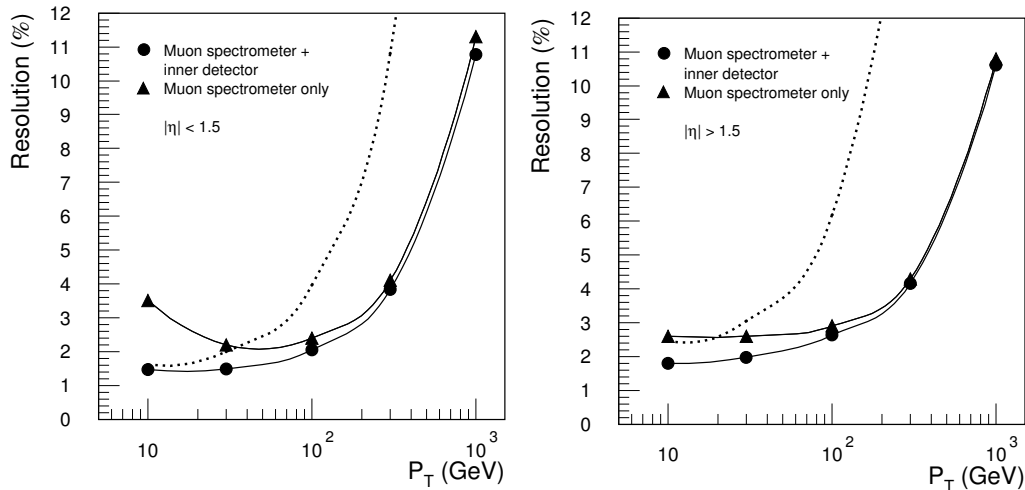 Resolution (%)
12
11
10
9
8
7
6
5
4
3
2
1
0
Muon spectrometer +
inner detector
Muon spectrometer only
|η| < 1.5
10
10²
10³
P_T (GeV)
Resolution (%)
12
11
10
9
8
7
6
5
4
3
2
1
0
Muon spectrometer +
inner detector
Muon spectrometer only
|η| > 1.5
10
10²
10³
P_T (GeV)